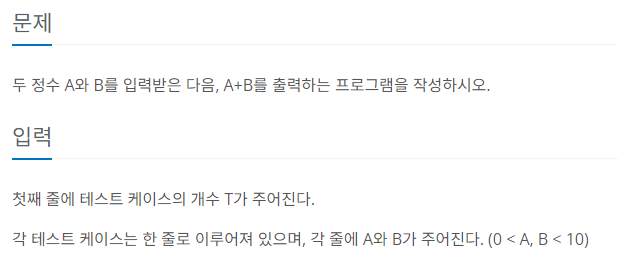 문제
두 정수 A와 B를 입력받은 다음, A+B를 출력하는 프로그램을 작성하시오.
입력
첫째 줄에 테스트 케이스의 개수 T가 주어진다.
각 테스트 케이스는 한 줄로 이루어져 있으며, 각 줄에 A와 B가 주어진다. (0 < A, B < 10)